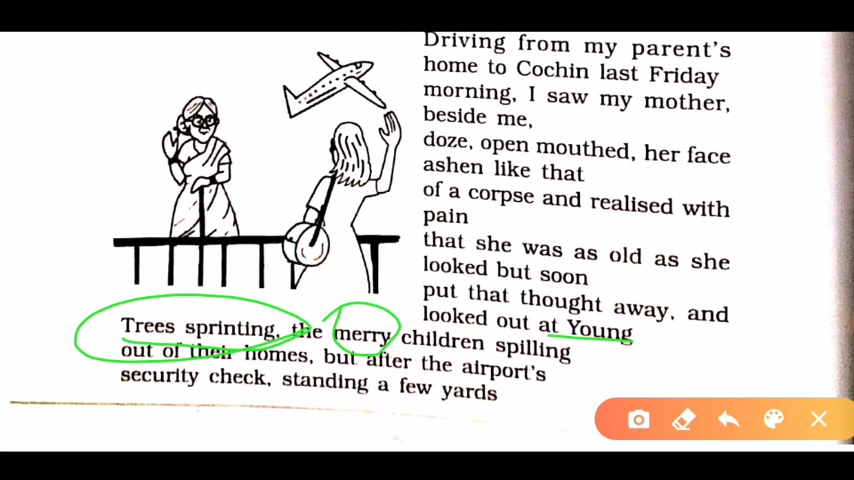 Driving from my parent's
home to Cochin last Friday
morning, I saw my mother,
beside me,
doze, open mouthed, her face
ashen like that
of a corpse and realised with
pain
that she was as old as she
looked but soon
put that thought away, and
looked out at Young
Trees sprinting, the merry children spilling
out of their homes, but after the airport's
security check, standing a few yards